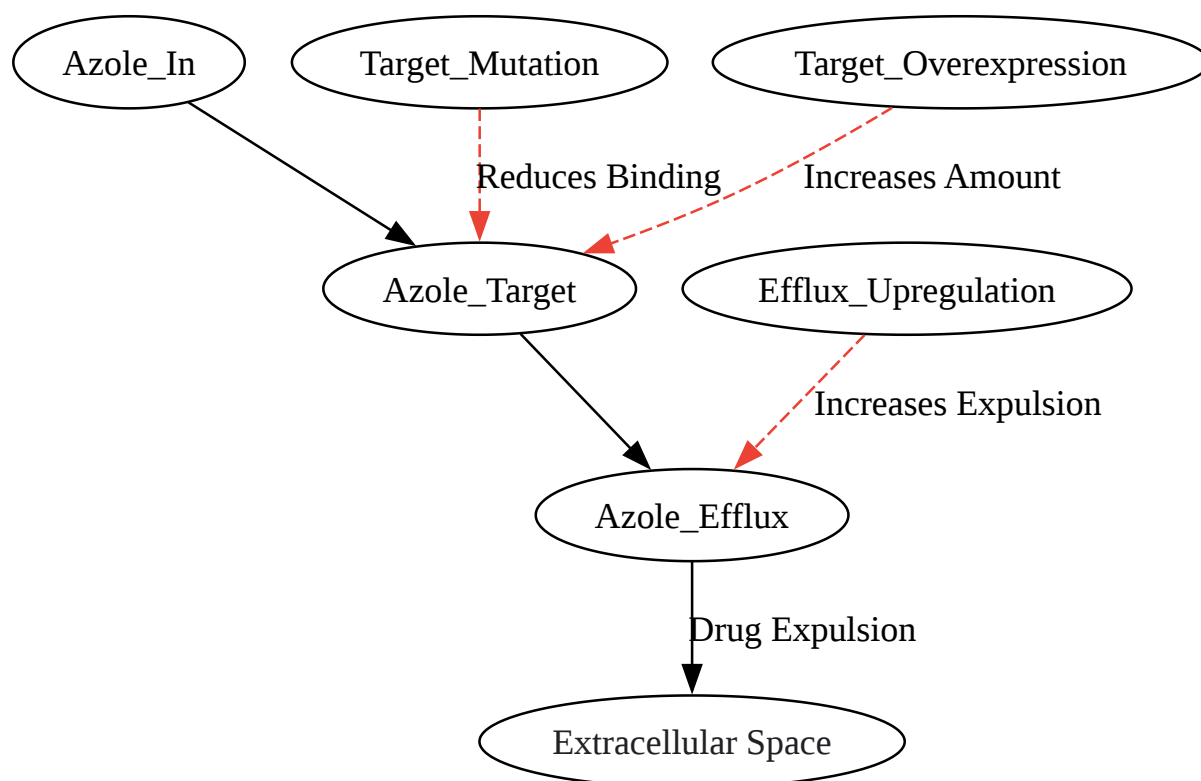 Azole_In
Target_Mutation
Target_Overexpression
Reduces Binding
Increases Amount
Azole_Target
Efflux_Upregulation
Increases Expulsion
Azole_Efflux
Drug Expulsion
Extracellular Space